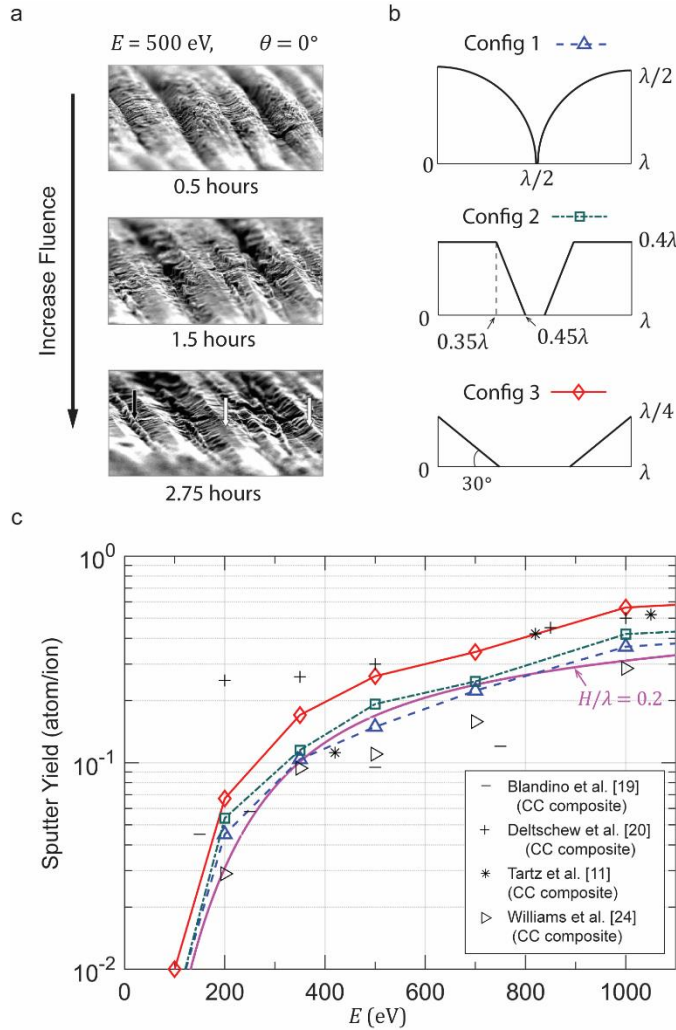 a
E = 500 eV, θ = 0°
Increase Fluence
0.5 hours
1.5 hours
2.75 hours
b
Config 1
λ/2
0
λ
λ/2
Config 2
0.4λ
0
λ
0.35λ
0.45λ
Config 3
λ/4
0
λ
30°
c
Sputter Yield (atom/ion)
10⁰
10⁻¹
10⁻²
H/λ = 0.2
Blandino et al. [19]
(CC composite)
Deltschew et al. [20]
(CC composite)
Tartz et al. [11]
(CC composite)
Williams et al. [24]
(CC composite)
0 200 400 600 800 1000
E (eV)